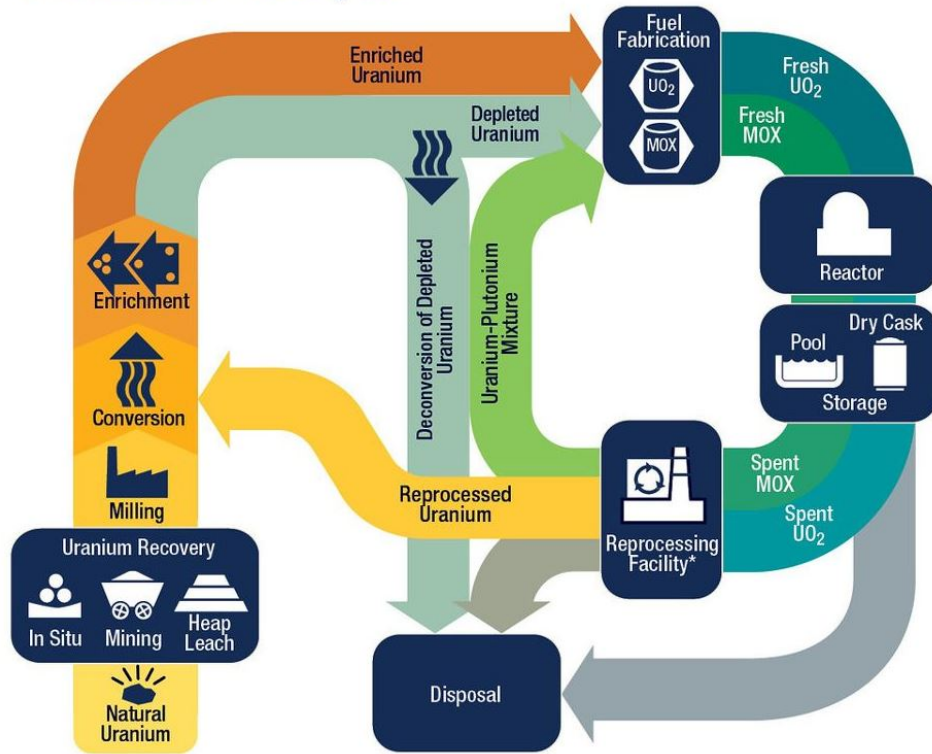 Fuel
Fabrication
UO₂
MOX
Enriched
Uranium
Depleted
Uranium
Fresh
UO₂
Fresh
MOX
Reactor
Enrichment
Deconversion of Depleted
Uranium
Uranium-Plutonium
Mixture
Dry Cask
Pool
Storage
Conversion
Milling
Reprocessed
Uranium
Reprocessing
Facility*
Spent
MOX
Spent
UO₂
Uranium Recovery
In Situ
Mining
Heap
Leach
Disposal
Natural
Uranium